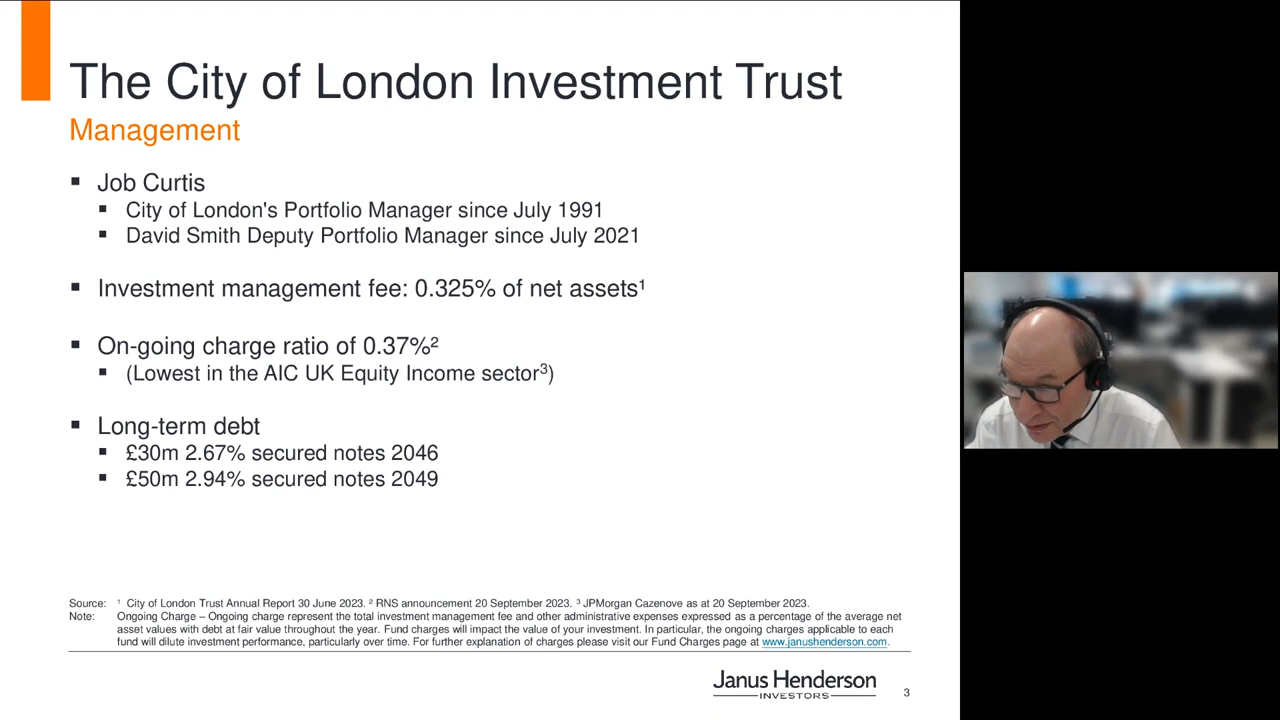 The City of London Investment Trust
Management
▪ Job Curtis
▪ City of London's Portfolio Manager since July 1991
▪ David Smith Deputy Portfolio Manager since July 2021
▪ Investment management fee: 0.325% of net assets¹
▪ On-going charge ratio of 0.37%²
▪ (Lowest in the AIC UK Equity Income sector³)
▪ Long-term debt
▪ £30m 2.67% secured notes 2046
▪ £50m 2.94% secured notes 2049
Source: ¹ City of London Trust Annual Report 30 June 2023. ² RNS announcement 20 September 2023. ³ JPMorgan Cazenove as at 20 September 2023.
Note: Ongoing Charge – Ongoing charge represent the total investment management fee and other administrative expenses expressed as a percentage of the average net
asset values with debt at fair value throughout the year. Fund charges will impact the value of your investment. In particular, the ongoing charges applicable to each
fund will dilute investment performance, particularly over time. For further explanation of charges please visit our Fund Charges page at www.janushenderson.com.
Janus Henderson
INVESTORS
3